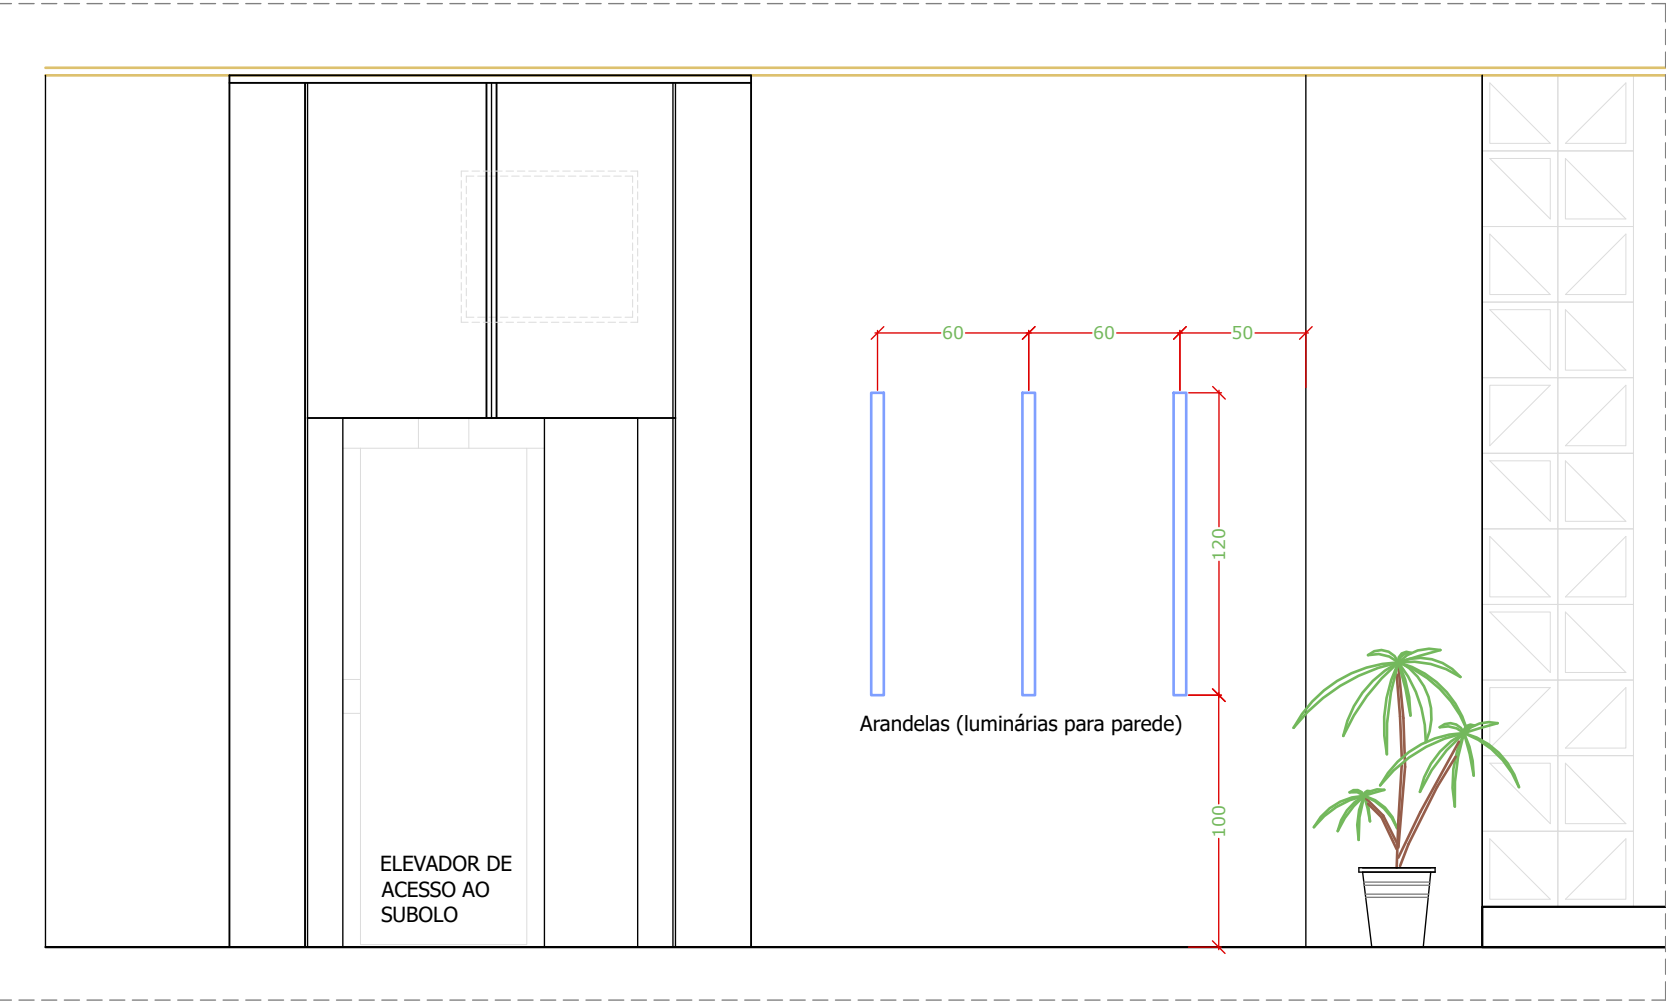 60
60
50
120
Arandelas (luminárias para parede)
100
ELEVADOR DE
ACESSO AO
SUBOLO